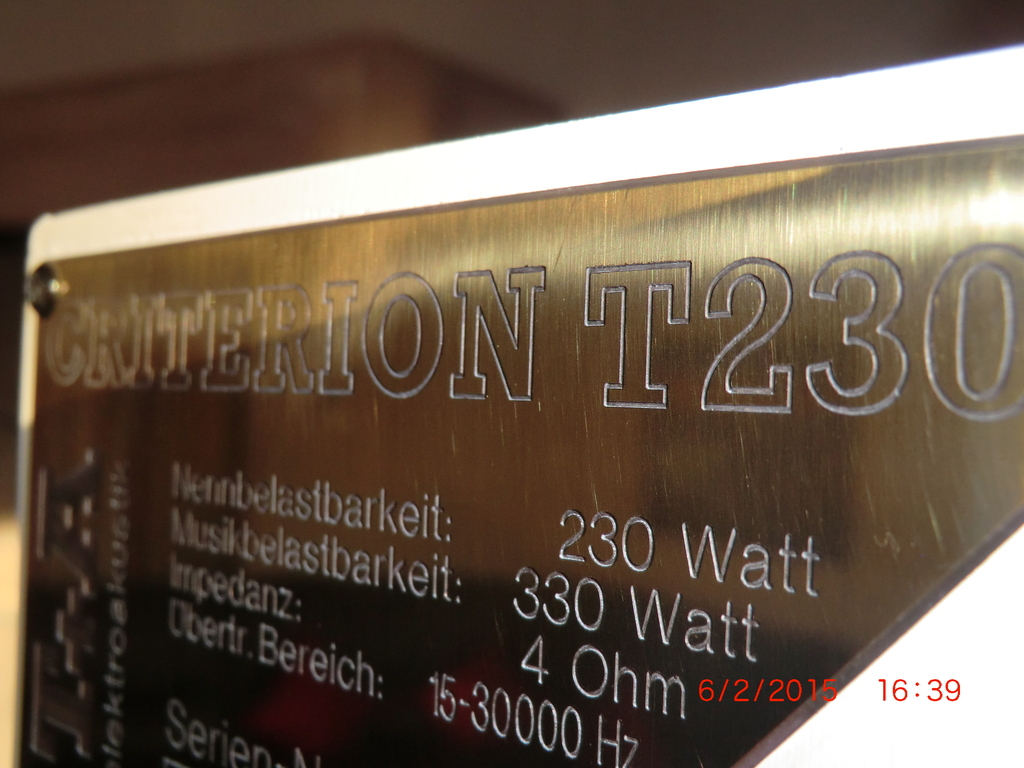 CRITERION T230
T+A
elektroakustik
Nennbelastbarkeit: 230 Watt
Musikbelastbarkeit: 330 Watt
Impedanz: 4 Ohm
Übertr. Bereich: 15-30000 Hz
Serien-N
6/2/2015 16:39